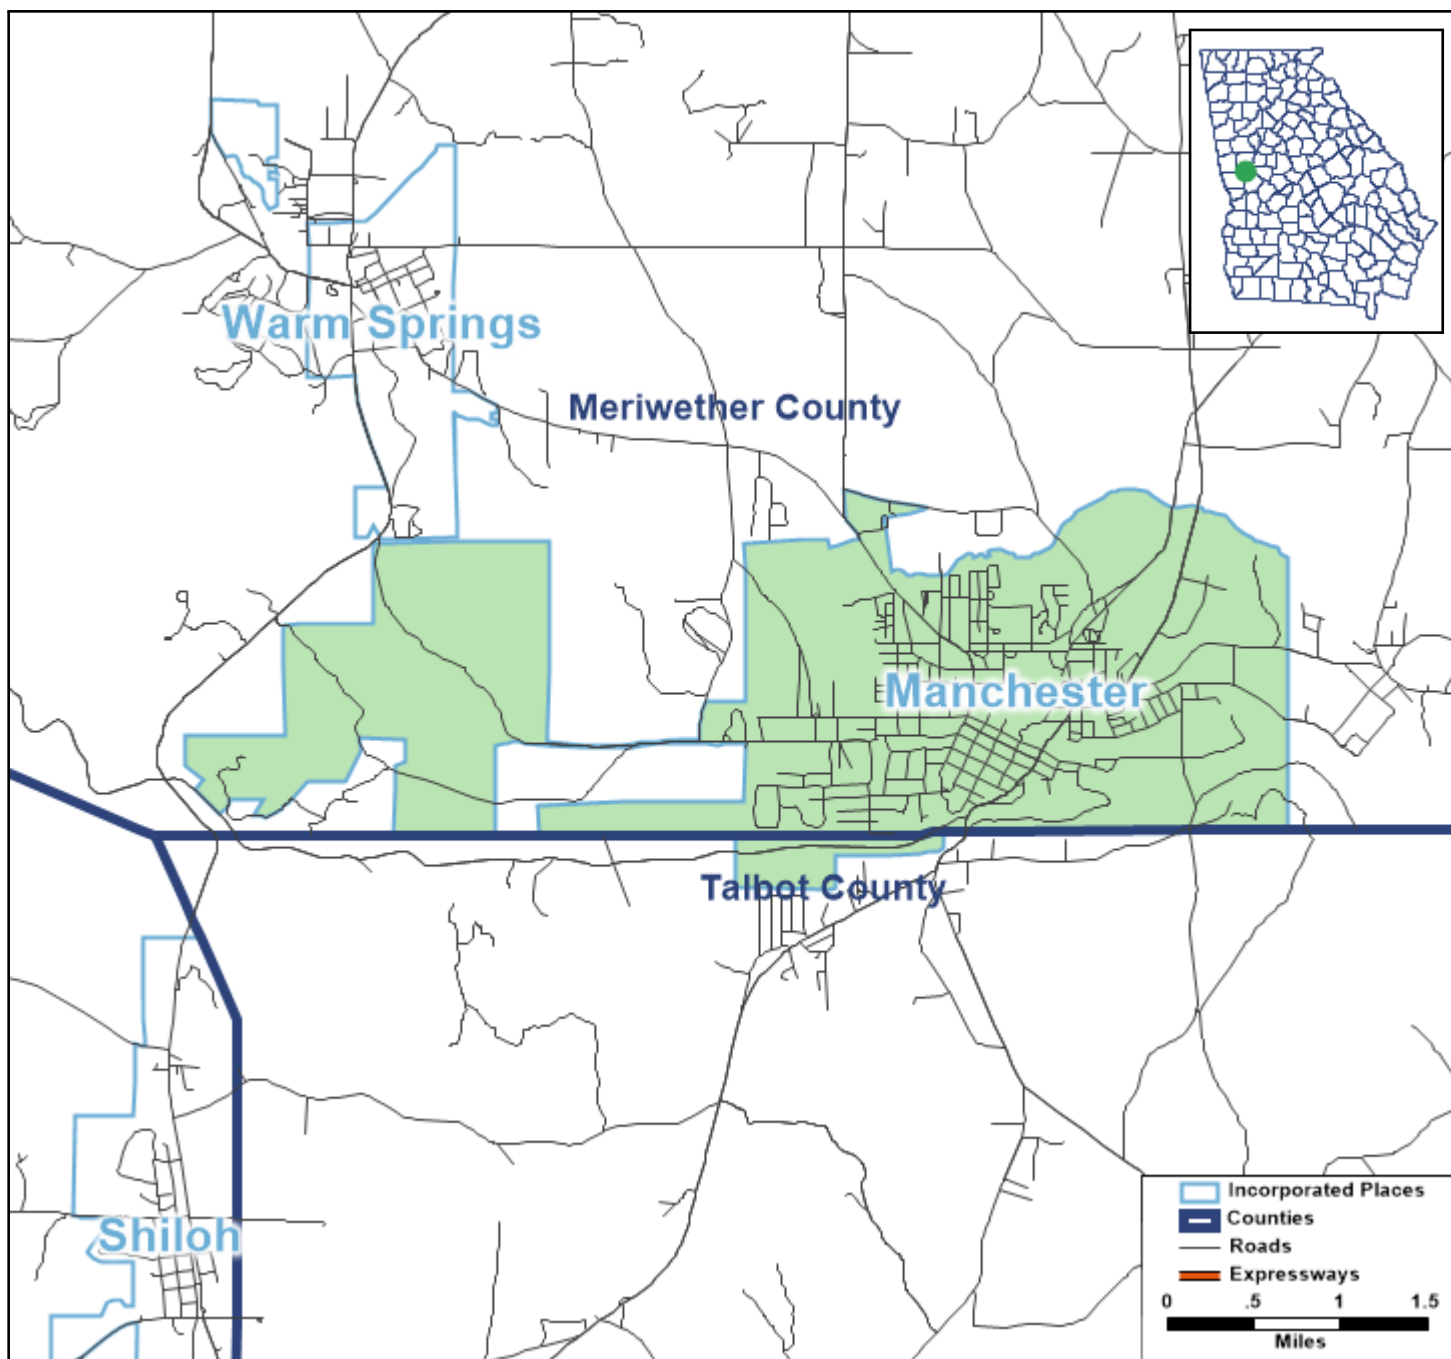 Warm Springs
Meriwether County
Manchester
Talbot County
Shiloh
Incorporated Places
Counties
Roads
Expressways
0 .5 1 1.5
Miles